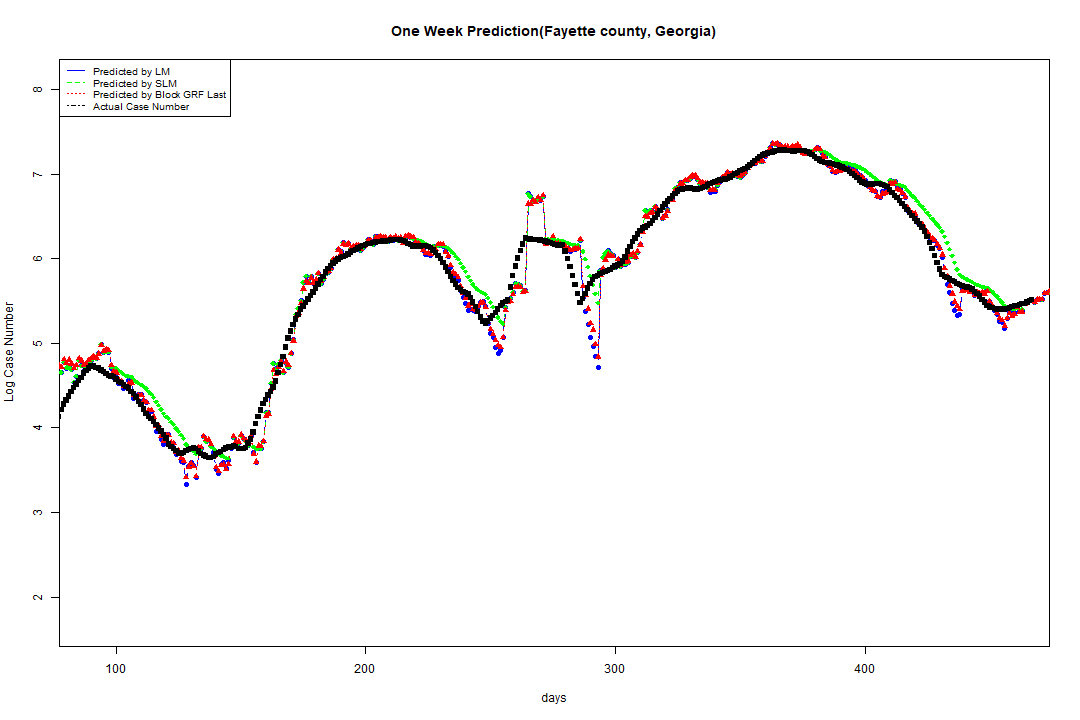 One Week Prediction(Fayette county, Georgia)
Predicted by LM
Predicted by SLM
Predicted by Block GRF Last
Actual Case Number
8
7
6
5
4
3
2
Log Case Number
100 200 300 400
days